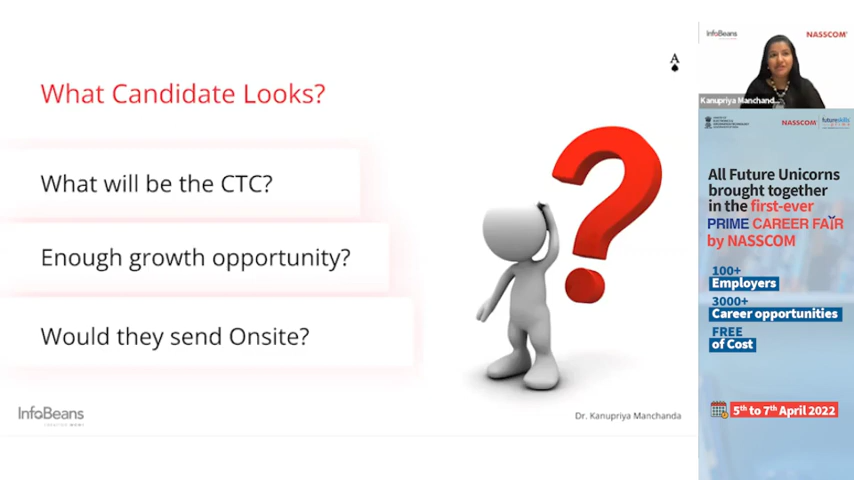 What Candidate Looks?
What will be the CTC?
Enough growth opportunity?
Would they send Onsite?
InfoBeans
Dr. Kanupriya Manchanda
A
InfoBeans
NASSCOM
Kanupriya Manchand...
NASSCOM
futureskills
All Future Unicorns
brought together
in the first-ever
PRIME CAREER FAIR
by NASSCOM
100+
Employers
3000+
Career opportunities
FREE
of Cost
5th to 7th April 2022